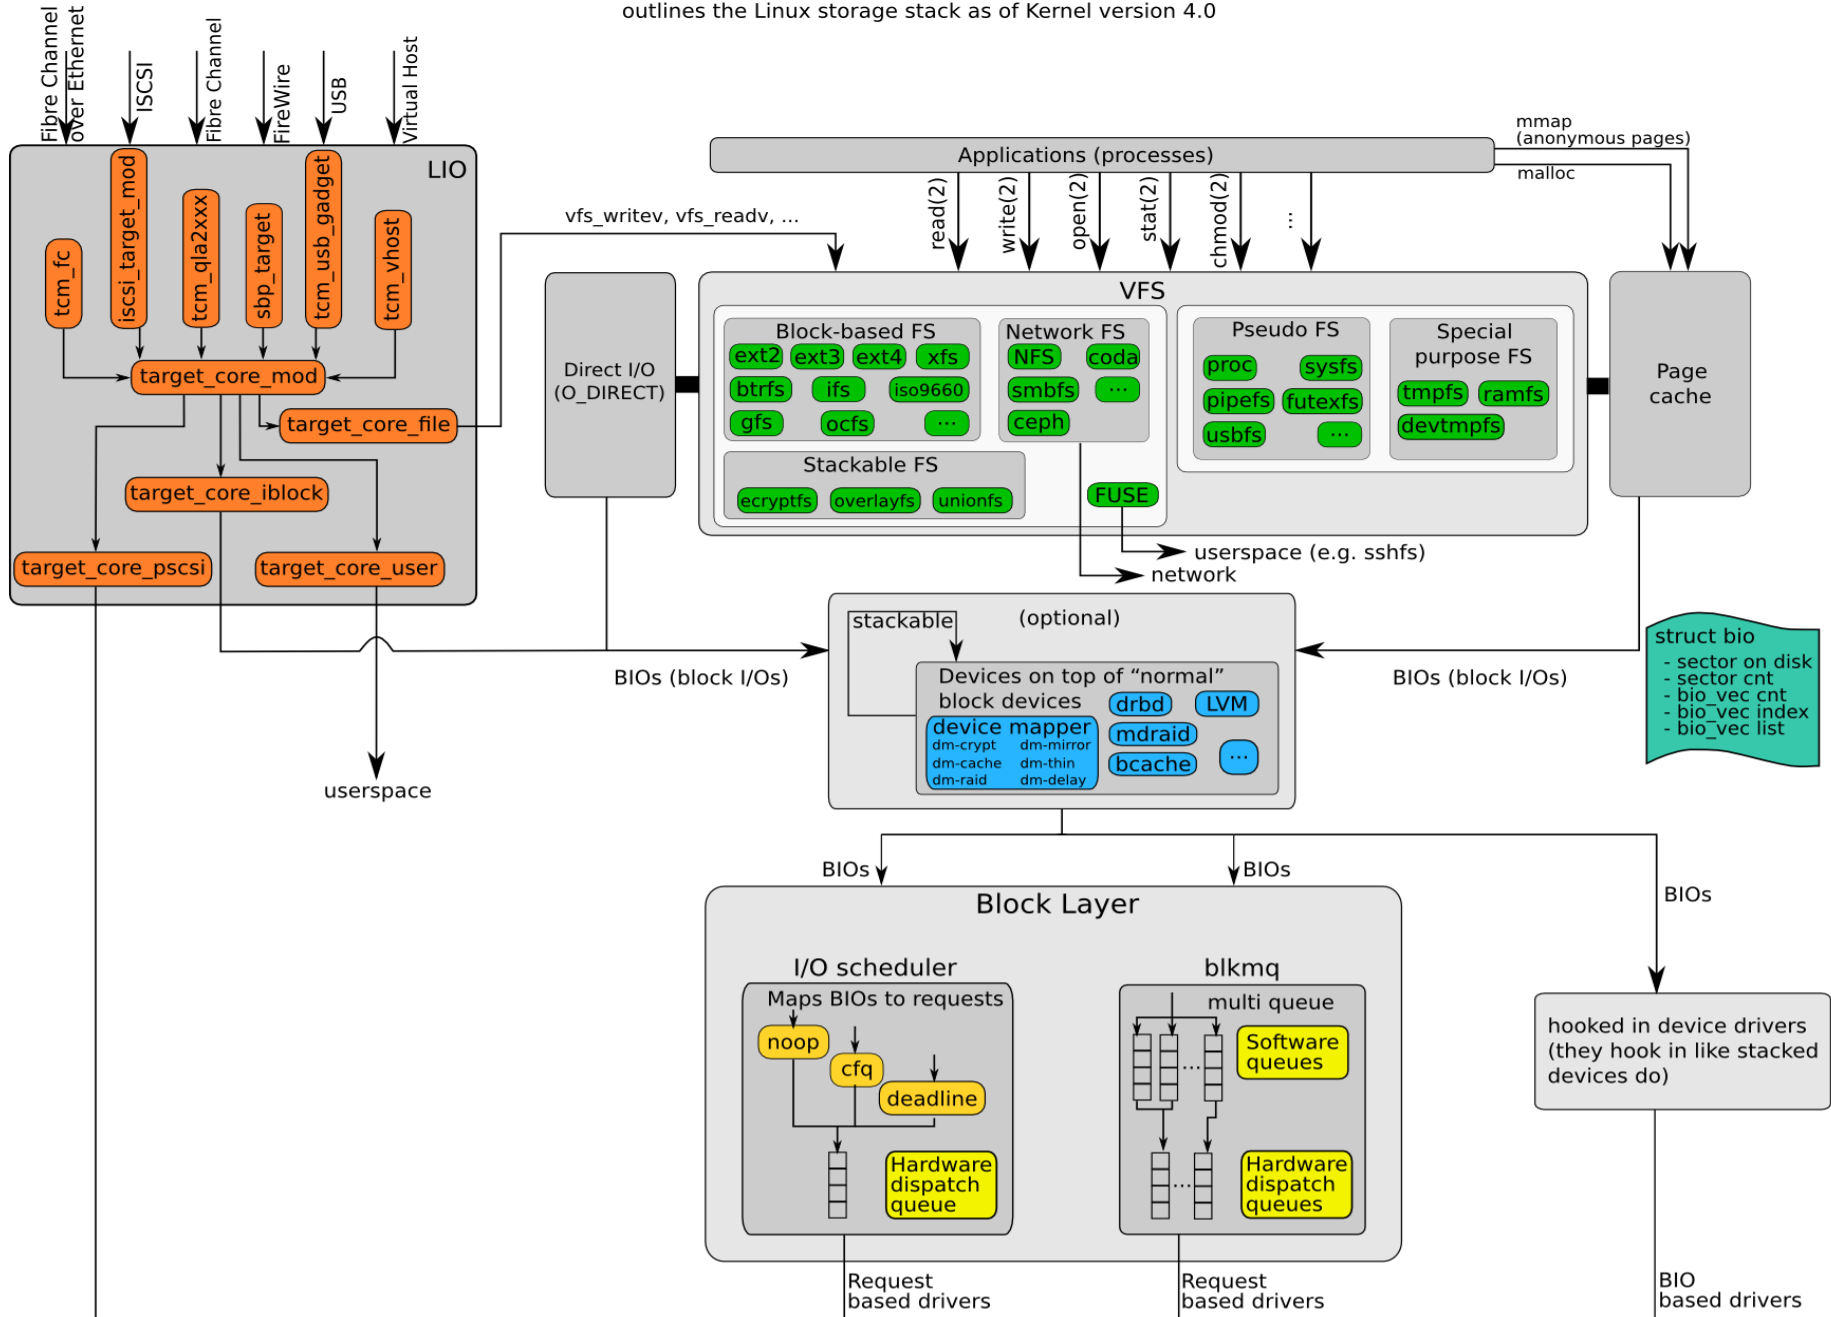 outlines the Linux storage stack as of Kernel version 4.0
Fibre Channel
over Ethernet
ISCSI
Fibre Channel
FireWire
USB
Virtual Host
LIO
tcm_fc
iscsi_target_mod
tcm_qla2xxx
sbp_target
tcm_usb_gadget
tcm_vhost
target_core_mod
target_core_file
target_core_iblock
target_core_pscsi
target_core_user
userspace
vfs_writev, vfs_readv, ...
Applications (processes)
mmap
(anonymous pages)
malloc
read(2)
write(2)
open(2)
stat(2)
chmod(2)
...
Direct I/O
(O_DIRECT)
VFS
Block-based FS
ext2 ext3 ext4 xfs
btrfs ifs iso9660
gfs ocfs ...
Network FS
NFS coda
smbfs ...
ceph
Pseudo FS
proc sysfs
pipefs futexfs
usbfs ...
Special
purpose FS
tmpfs ramfs
devtmpfs
Stackable FS
ecryptfs overlayfs unionfs
FUSE
Page
cache
userspace (e.g. sshfs)
network
stackable
(optional)
BIOs (block I/Os)
BIOs (block I/Os)
Devices on top of “normal”
block devices
drbd LVM
device mapper
dm-crypt dm-mirror
dm-cache dm-thin
dm-raid dm-delay
mdraid
bcache
...
struct bio
- sector on disk
- sector cnt
- bio_vec cnt
- bio_vec index
- bio_vec list
BIOs
BIOs
BIOs
Block Layer
I/O scheduler
Maps BIOs to requests
noop
cfq
deadline
Hardware
dispatch
queue
blkmq
multi queue
Software
queues
...
Hardware
dispatch
queues
...
hooked in device drivers
(they hook in like stacked
devices do)
Request
based drivers
Request
based drivers
BIO
based drivers